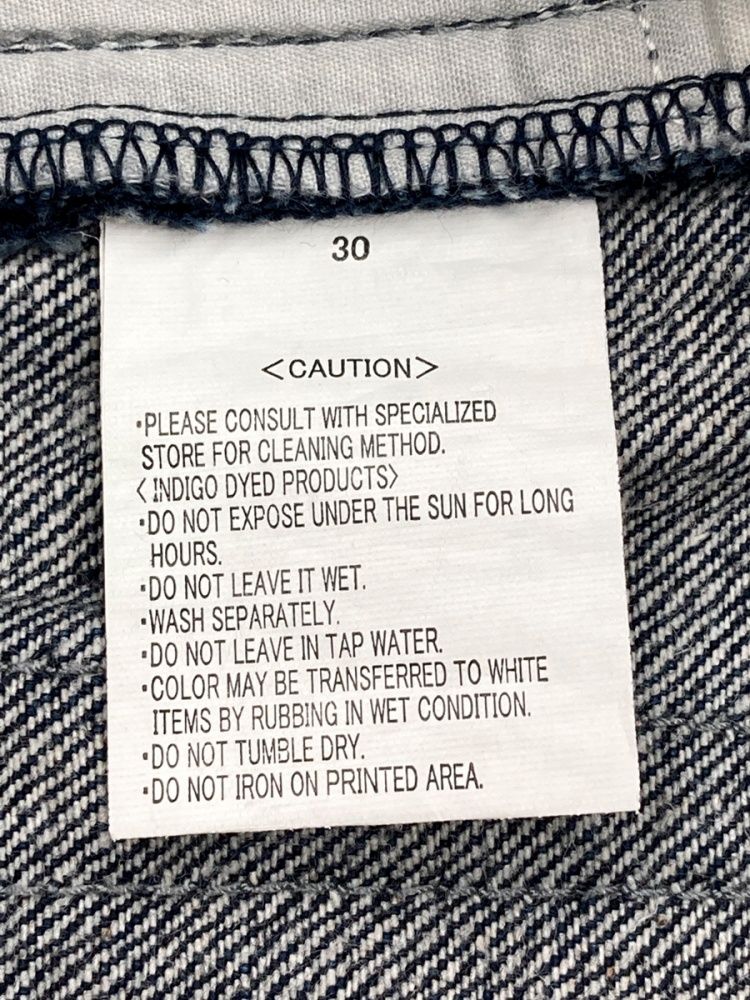 30
<CAUTION>
・PLEASE CONSULT WITH SPECIALIZED
STORE FOR CLEANING METHOD.
<INDIGO DYED PRODUCTS>
・DO NOT EXPOSE UNDER THE SUN FOR LONG
HOURS.
・DO NOT LEAVE IT WET.
・WASH SEPARATELY.
・DO NOT LEAVE IN TAP WATER.
・COLOR MAY BE TRANSFERRED TO WHITE
ITEMS BY RUBBING IN WET CONDITION.
・DO NOT TUMBLE DRY.
・DO NOT IRON ON PRINTED AREA.